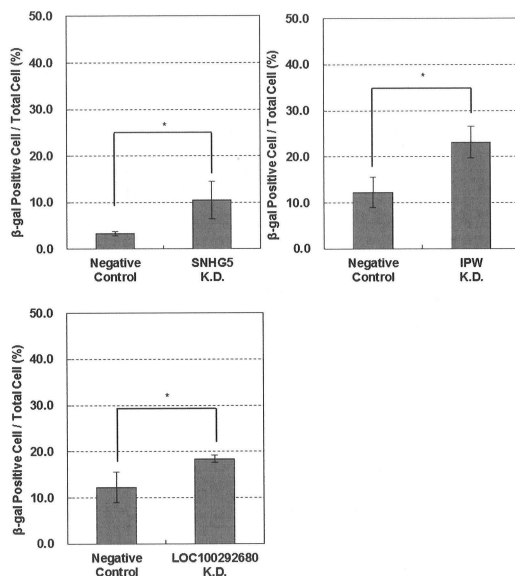 50.0
40.0
30.0
20.0
10.0
0.0
β-gal Positive Cell / Total Cell (%)
*
Negative
Control
SNHG5
K.D.
50.0
40.0
30.0
20.0
10.0
0.0
β-gal Positive Cell / Total Cell (%)
*
Negative
Control
IPW
K.D.
50.0
40.0
30.0
20.0
10.0
0.0
β-gal Positive Cell / Total Cell (%)
*
Negative
Control
LOC100292680
K.D.